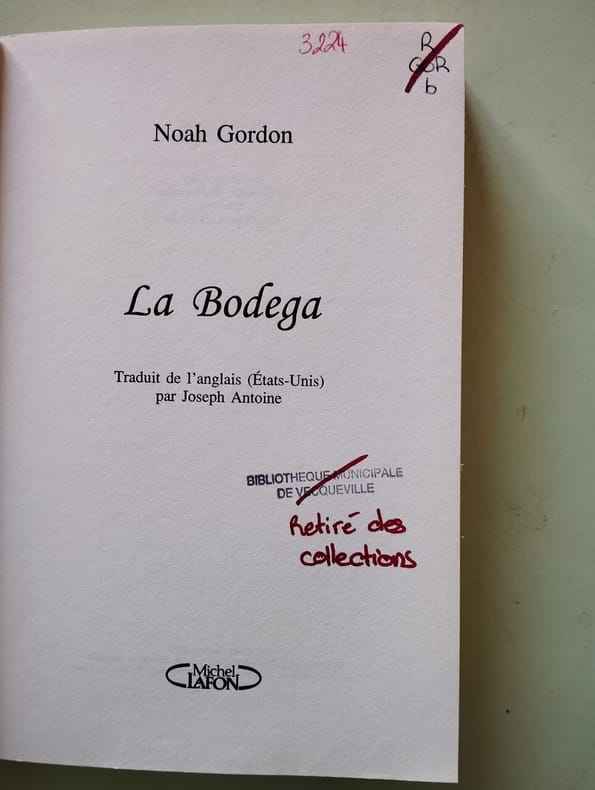 3224
R
GOR
b
Noah Gordon
La Bodega
Traduit de l'anglais (États-Unis)
par Joseph Antoine
BIBLIOTHEQUE MUNICIPALE
DE VECQUEVILLE
Retiré des
collections
Michel
LAFON